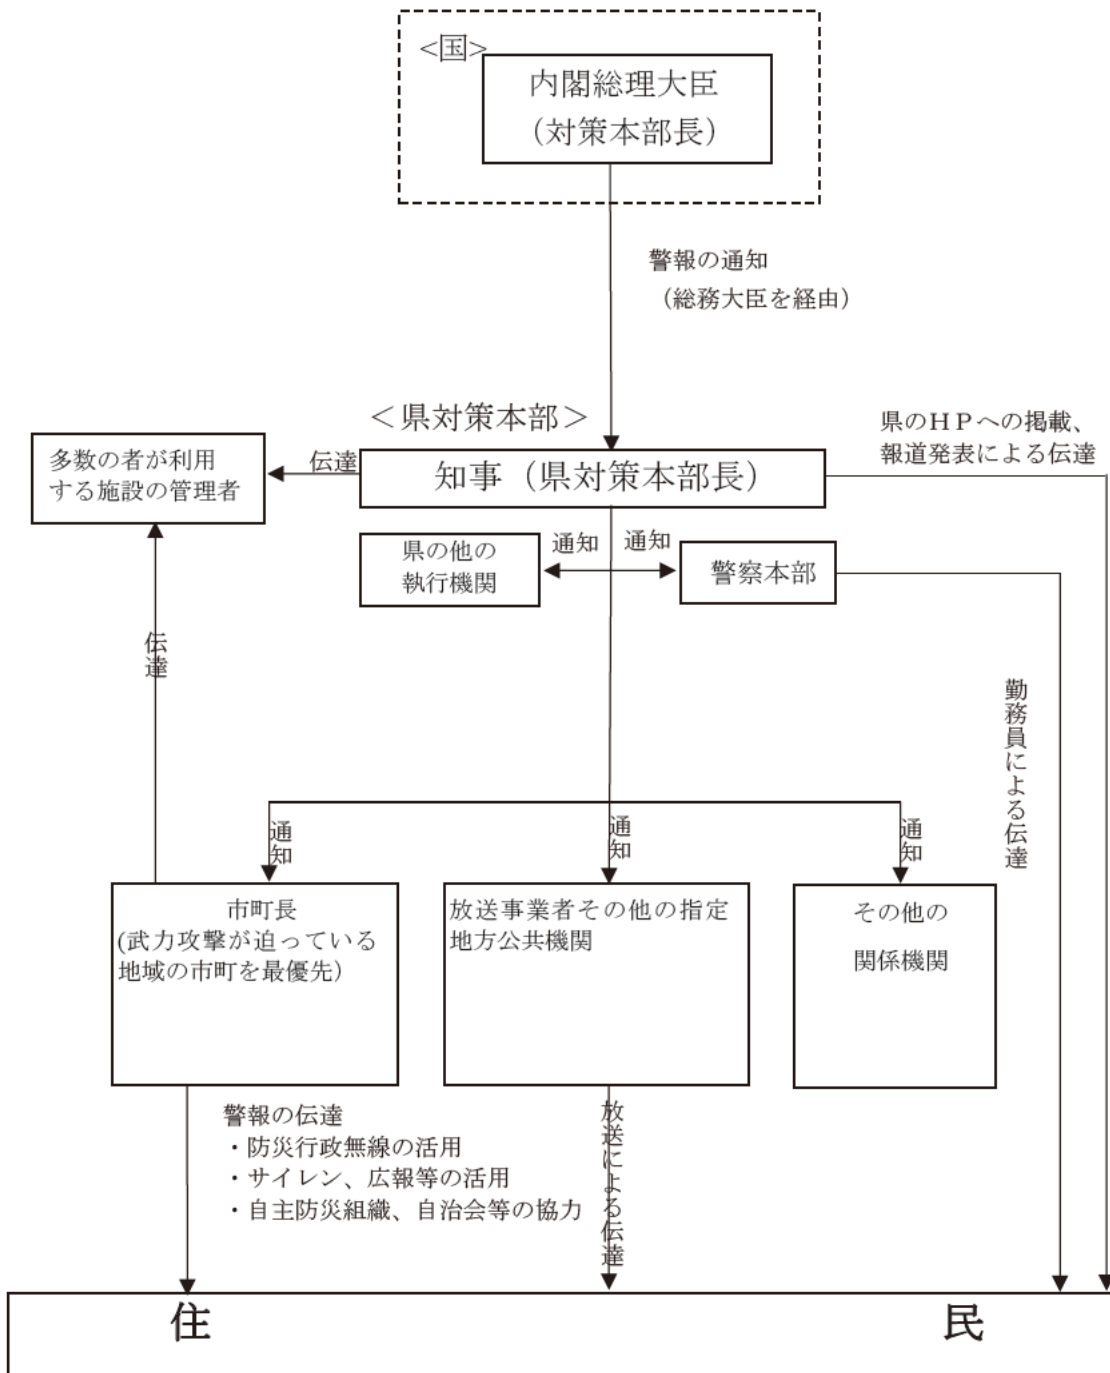 <国>
内閣総理大臣
（対策本部長）
警報の通知
（総務大臣を経由）
＜県対策本部＞
県のＨＰへの掲載、
報道発表による伝達
多数の者が利用
する施設の管理者
伝達
知事（県対策本部長）
県の他の
執行機関
通知
通知
警察本部
伝達
勤務員による伝達
通知
通知
通知
市町長
(武力攻撃が迫っている
地域の市町を最優先）
放送事業者その他の指定
地方公共機関
その他の
関係機関
警報の伝達
・防災行政無線の活用
・サイレン、広報等の活用
・自主防災組織、自治会等の協力
放送による伝達
住民